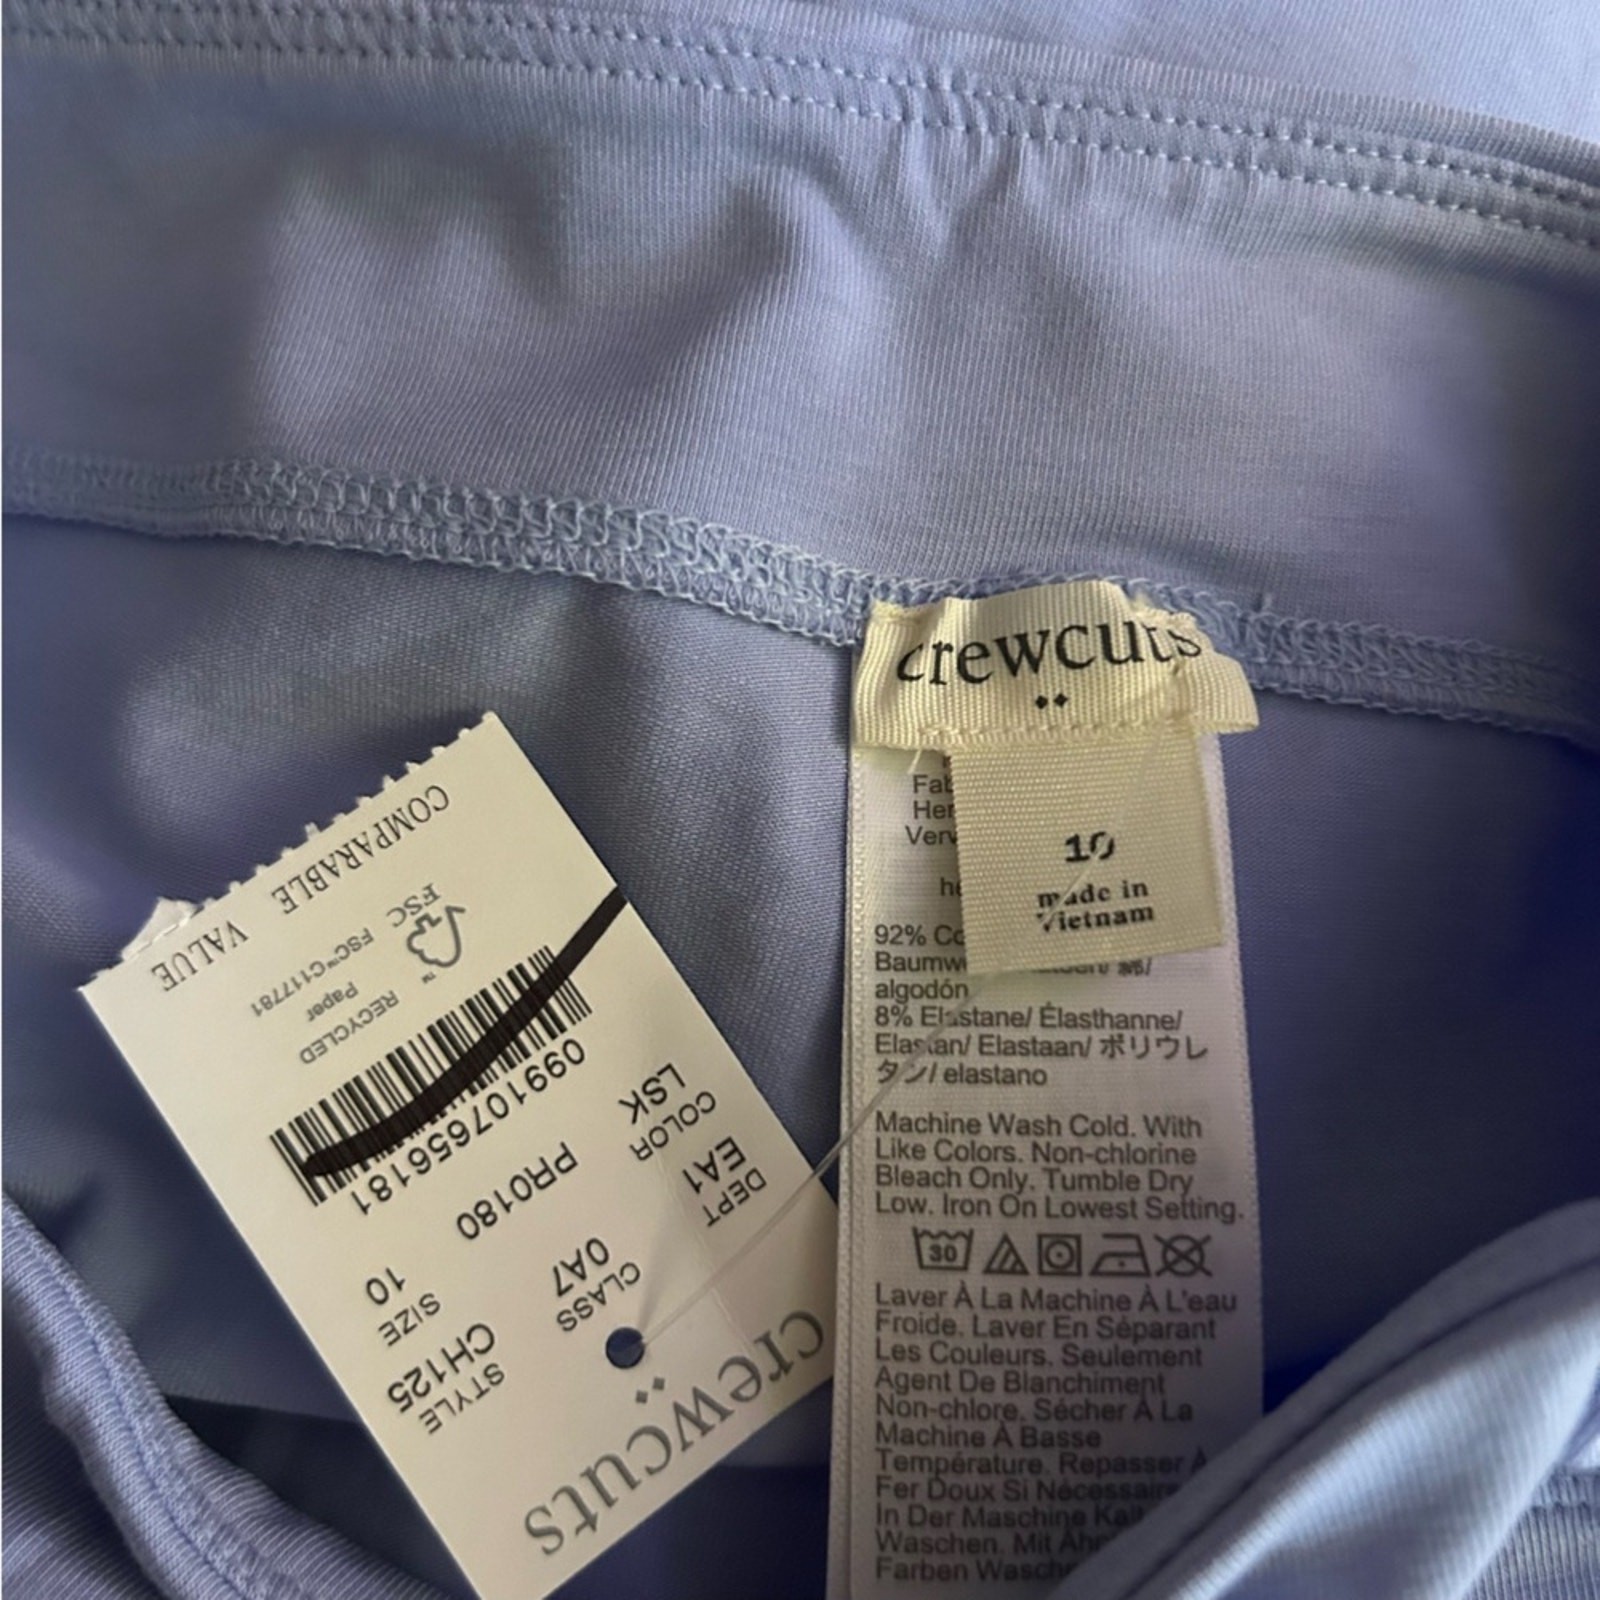 crewcuts
10
made in
Vietnam
Fab
Her
Verv
he
92% Co
Baumw
algodón
8% Elastane/ Élasthanne/
Elastan/ Elastaan/ ポリウレ
タン/ elastano
Machine Wash Cold. With
Like Colors. Non-chlorine
Bleach Only. Tumble Dry
Low. Iron On Lowest Setting.
30
Laver À La Machine À L'eau
Froide. Laver En Séparant
Les Couleurs. Seulement
Agent De Blanchiment
Non-chlore. Sécher À La
Machine À Basse
Température. Repasser À
Fer Doux Si Nécessaire
In Der Maschine Kalt
Waschen. Mit Ähn
Farben Wasch
crewcuts
STYLE CLASS DEPT
CH125 0A7 EA1
SIZE COLOR
10 PR0180 LSK
099107656181
RECYCLED
Paper
FSC™ C117781
FSC
™
COMPARABLE VALUE